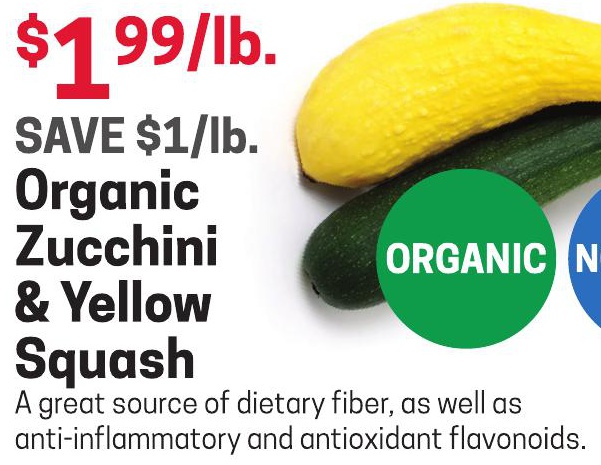 $1 99/lb.
SAVE $1/lb.
Organic
Zucchini
& Yellow
Squash
ORGANIC
A great source of dietary fiber, as well as
anti-inflammatory and antioxidant flavonoids.